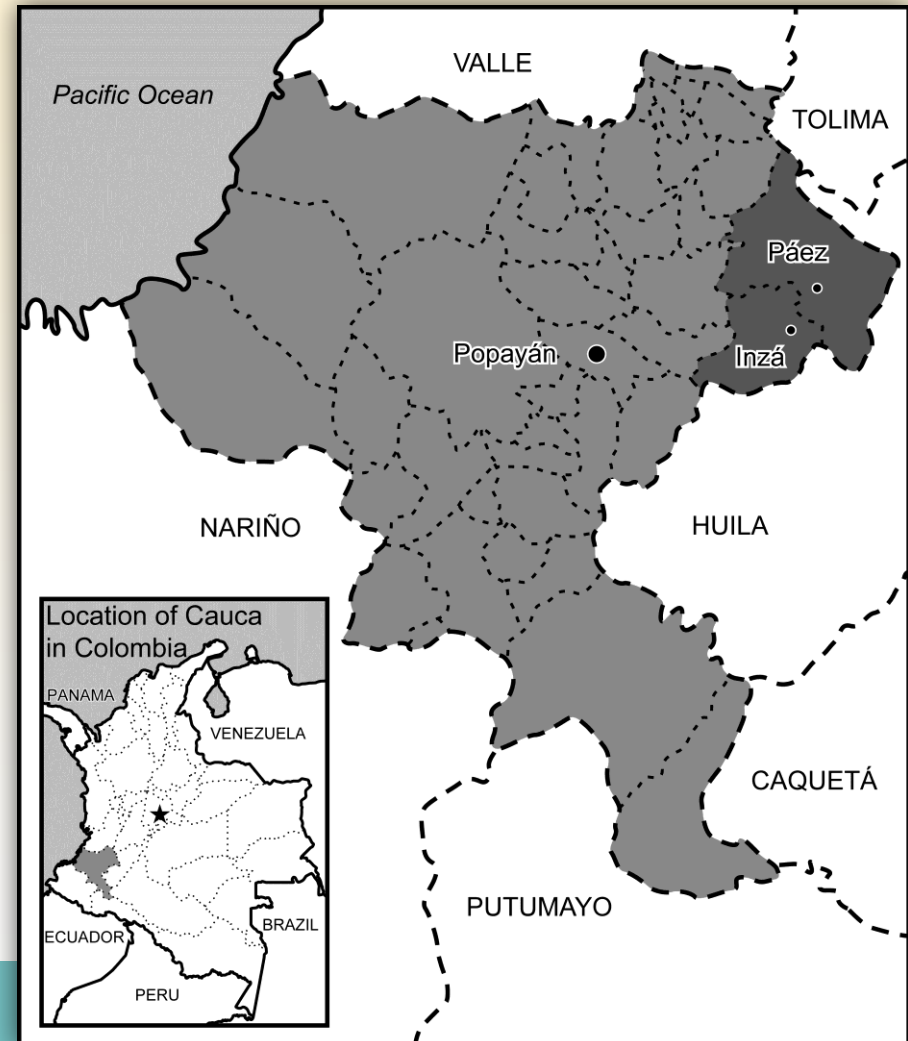 VALLE
Pacific Ocean
TOLIMA
Páez
Popayán
Inzá
NARIÑO
HUILA
Location of Cauca
in Colombia
PANAMA
VENEZUELA
CAQUETÁ
PUTUMAYO
BRAZIL
ECUADOR
PERU